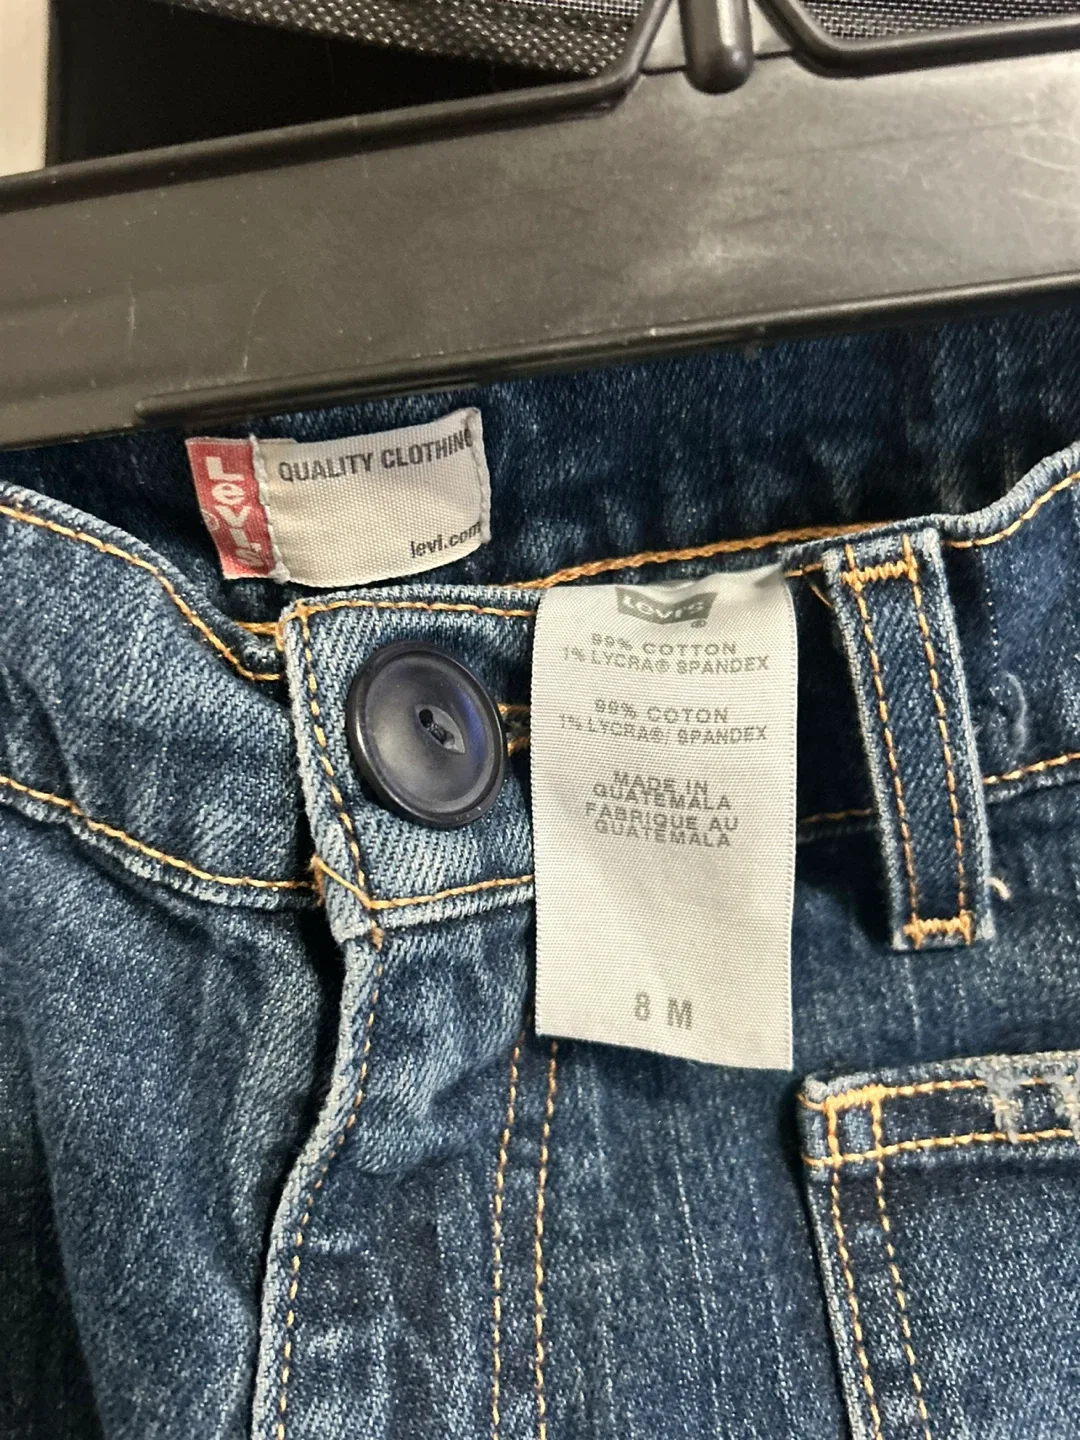 Levi's
QUALITY CLOTHING
levi.com
Levi's®
99% COTTON
1% LYCRA® SPANDEX
99% COTON
1% LYCRA®/ SPANDEX
MADE IN
GUATEMALA
FABRIQUE AU
GUATEMALA
8 M